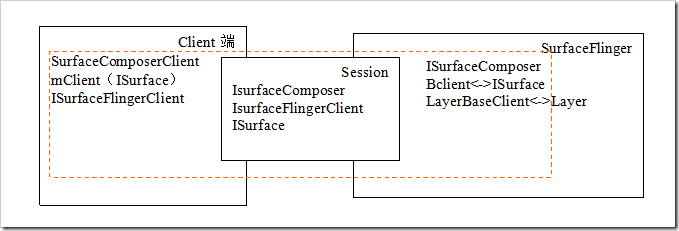 Client 端
SurfaceComposerClient
mClient（ISurface）
ISurfaceFlingerClient
Session
IsurfaceComposer
IsurfaceFlingerClient
ISurface
SurfaceFlinger
ISurfaceComposer
Bclient<->ISurface
LayerBaseClient<->Layer